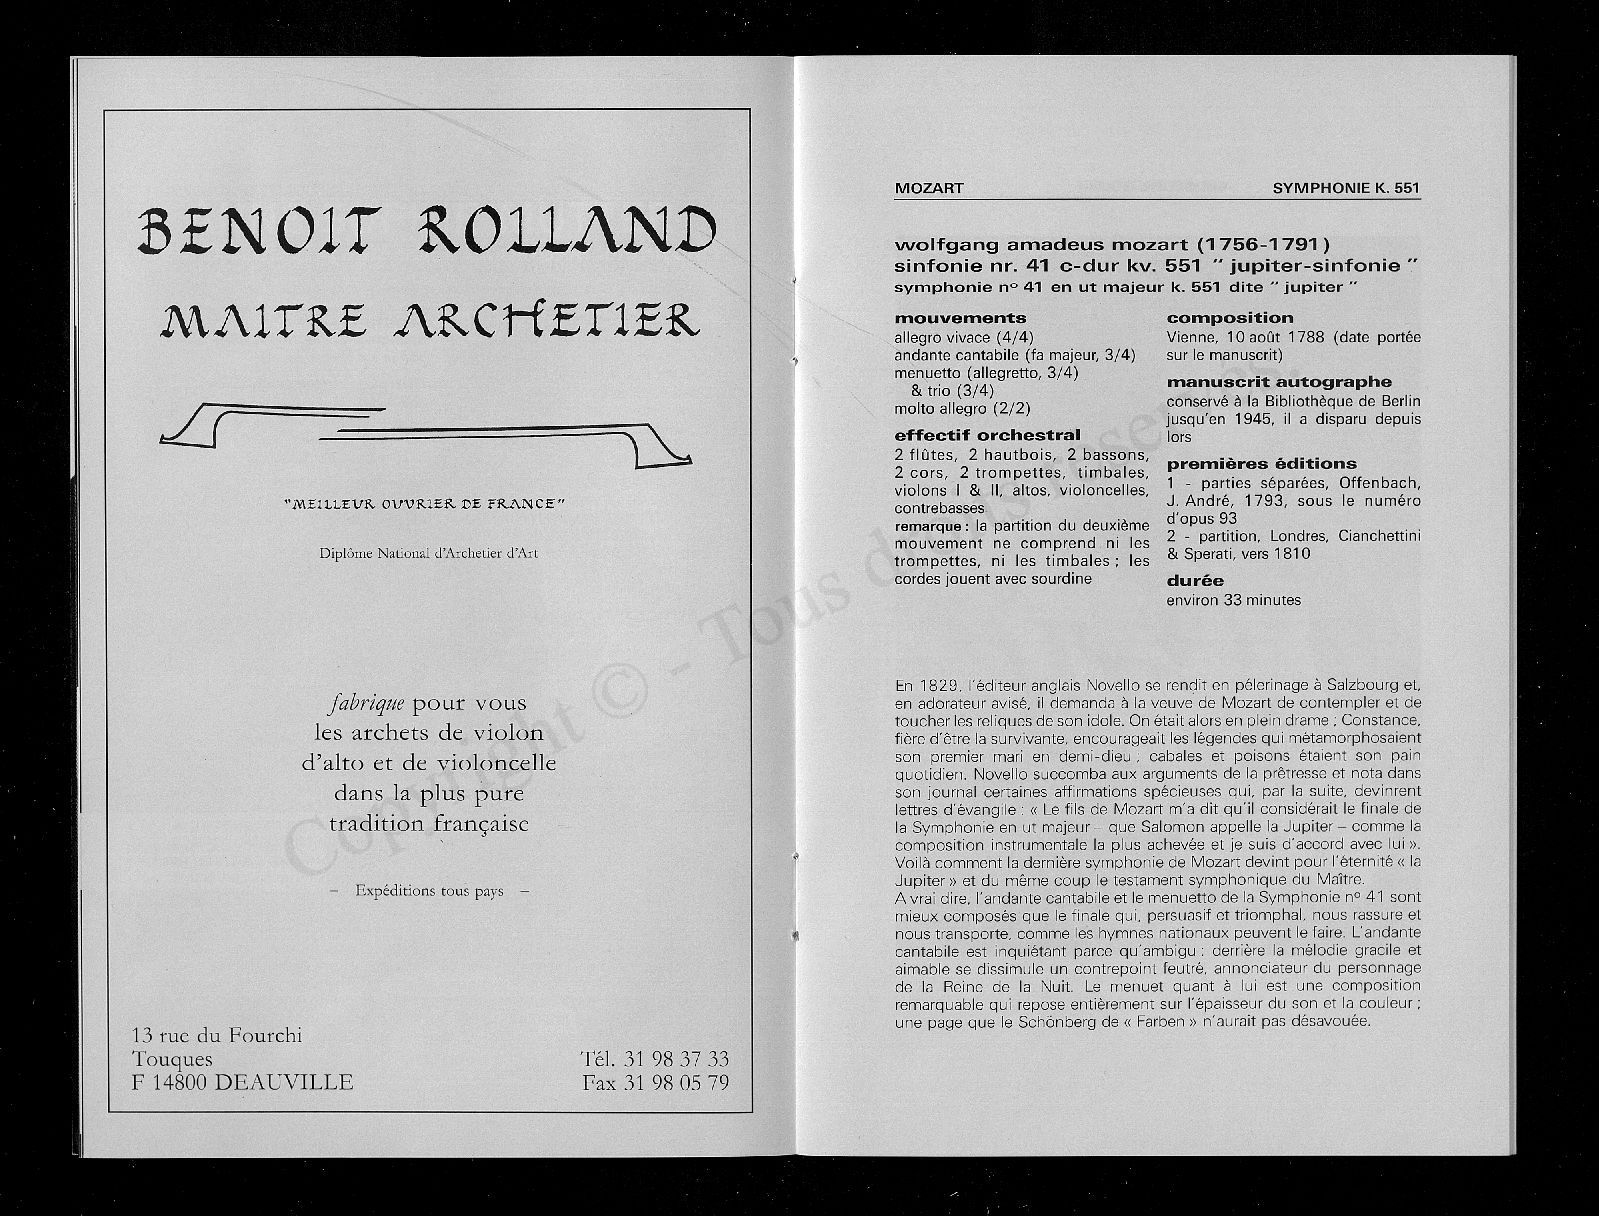 BENOIT ROLLAND
MAITRE ARCHETIER
"MEILLEUR OUVRIER DE FRANCE"
Diplôme National d'Archetier d'Art
fabrique pour vous
les archets de violon
d'alto et de violoncelle
dans la plus pure
tradition française
– Expéditions tous pays –
13 rue du Fourchi
Touques
F 14800 DEAUVILLE
Tél. 31 98 37 33
Fax 31 98 05 79
MOZART SYMPHONIE K. 551
wolfgang amadeus mozart (1756-1791)
sinfonie nr. 41 c-dur kv. 551 " jupiter-sinfonie "
symphonie nº 41 en ut majeur k. 551 dite " jupiter "
mouvements
allegro vivace (4/4)
andante cantabile (fa majeur, 3/4)
menuetto (allegretto, 3/4)
& trio (3/4)
molto allegro (2/2)
effectif orchestral
2 flûtes, 2 hautbois, 2 bassons,
2 cors, 2 trompettes, timbales,
violons I & II, altos, violoncelles,
contrebasses
remarque : la partition du deuxième
mouvement ne comprend ni les
trompettes, ni les timbales ; les
cordes jouent avec sourdine
composition
Vienne, 10 août 1788 (date portée
sur le manuscrit)
manuscrit autographe
conservé à la Bibliothèque de Berlin
jusqu'en 1945, il a disparu depuis
lors
premières éditions
1 - parties séparées, Offenbach,
J. André, 1793, sous le numéro
d'opus 93
2 - partition, Londres, Cianchettini
& Sperati, vers 1810
durée
environ 33 minutes
En 1829, l'éditeur anglais Novello se rendit en pélerinage à Salzbourg et,
en adorateur avisé, il demanda à la veuve de Mozart de contempler et de
toucher les reliques de son idole. On était alors en plein drame ; Constance,
fière d'être la survivante, encourageait les légendes qui métamorphosaient
son premier mari en demi-dieu ; cabales et poisons étaient son pain
quotidien. Novello succomba aux arguments de la prêtresse et nota dans
son journal certaines affirmations spécieuses qui, par la suite, devinrent
lettres d'évangile : « Le fils de Mozart m'a dit qu'il considérait le finale de
la Symphonie en ut majeur – que Salomon appelle la Jupiter – comme la
composition instrumentale la plus achevée et je suis d'accord avec lui ».
Voilà comment la dernière symphonie de Mozart devint pour l'éternité « la
Jupiter » et du même coup le testament symphonique du Maître.
A vrai dire, l'andante cantabile et le menuetto de la Symphonie nº 41 sont
mieux composés que le finale qui, persuasif et triomphal, nous rassure et
nous transporte, comme les hymnes nationaux peuvent le faire. L'andante
cantabile est inquiétant parce qu'ambigu : derrière la mélodie gracile et
aimable se dissimule un contrepoint feutré, annonciateur du personnage
de la Reine de la Nuit. Le menuet quant à lui est une composition
remarquable qui repose entièrement sur l'épaisseur du son et la couleur ;
une page que le Schönberg de « Farben » n'aurait pas désavouée.
Copyright © - Tous droits réservés.